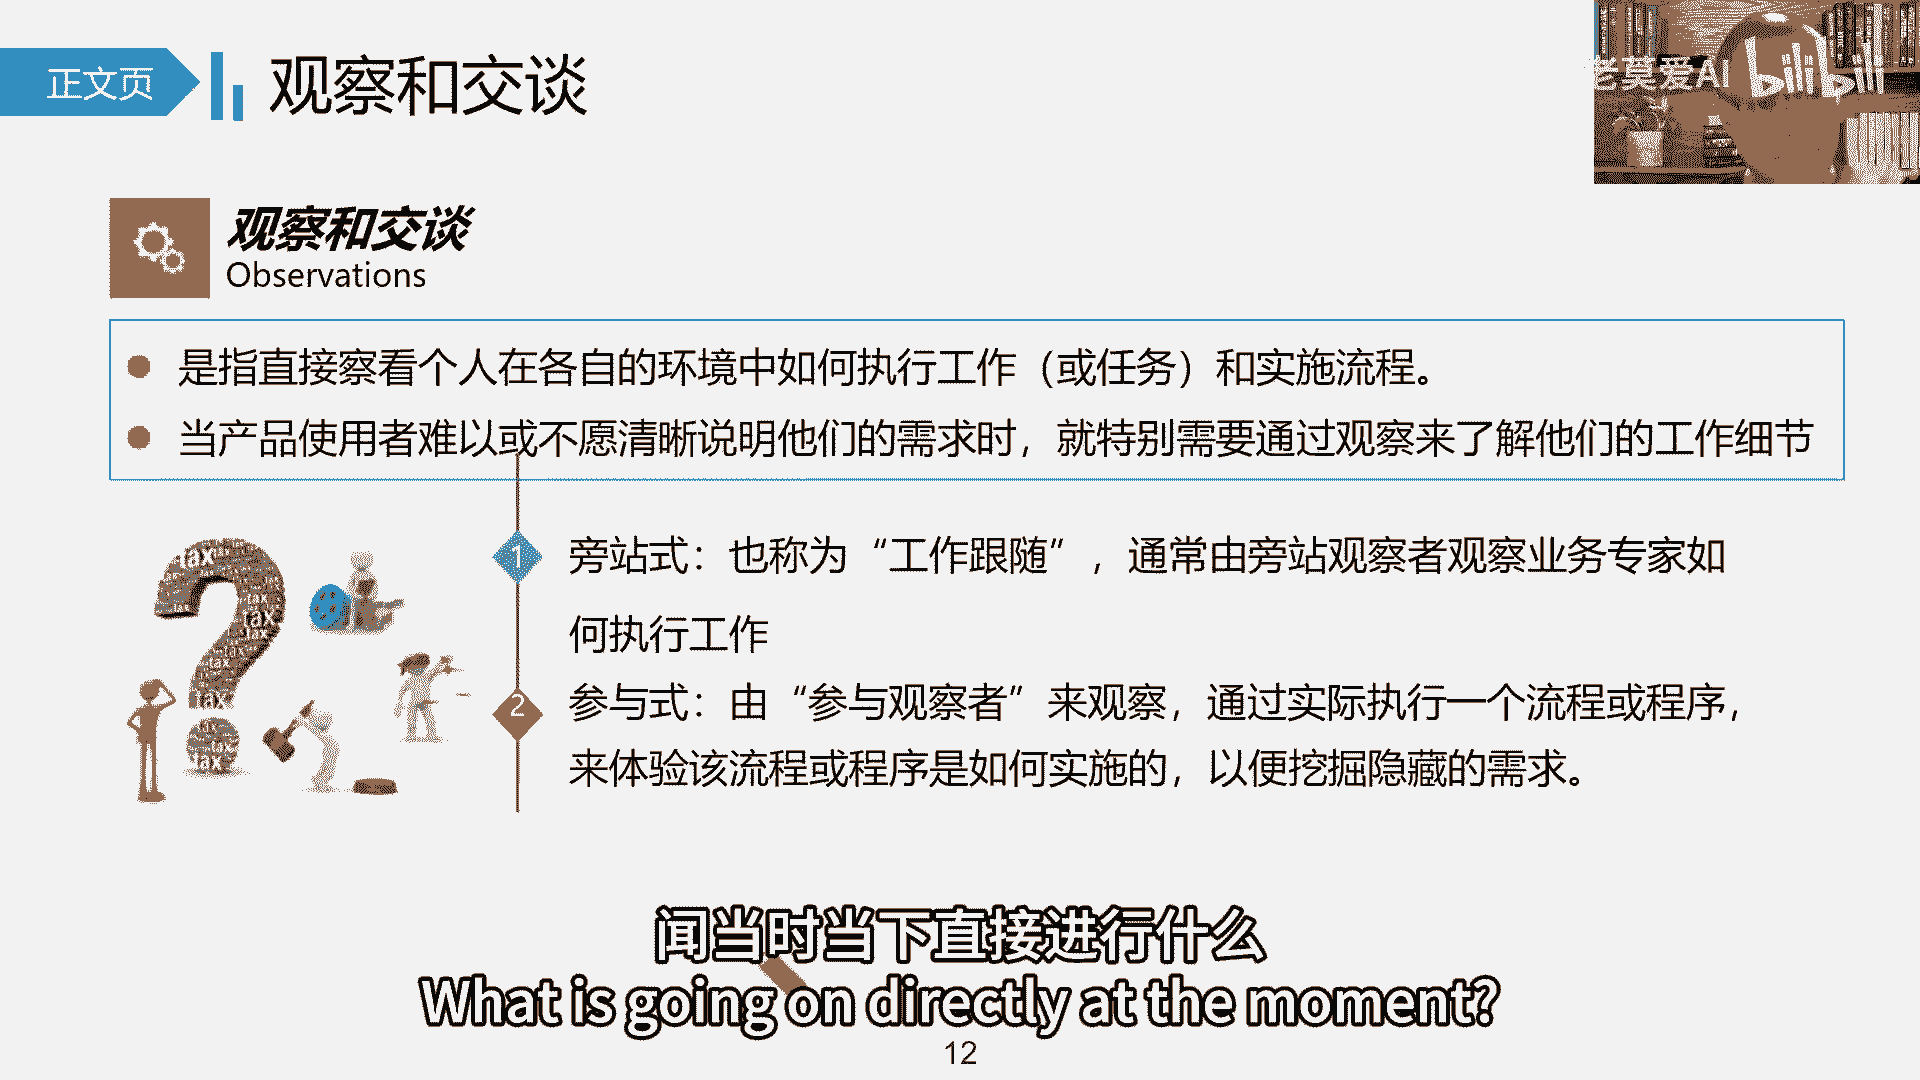 正文页
观察和交谈
老莫爱AI
bilibili
观察和交谈
Observations
是指直接察看个人在各自的环境中如何执行工作（或任务）和实施流程。
当产品使用者难以或不愿清晰说明他们的需求时，就特别需要通过观察来了解他们的工作细节
1
旁站式：也称为“工作跟随”，通常由旁站观察者观察业务专家如
何执行工作
2
参与式：由“参与观察者”来观察，通过实际执行一个流程或程序，
来体验该流程或程序是如何实施的，以便挖掘隐藏的需求。
tax
tax
tax
tax
tax
tax
tax
闻当时当下直接进行什么
What is going on directly at the moment?
12